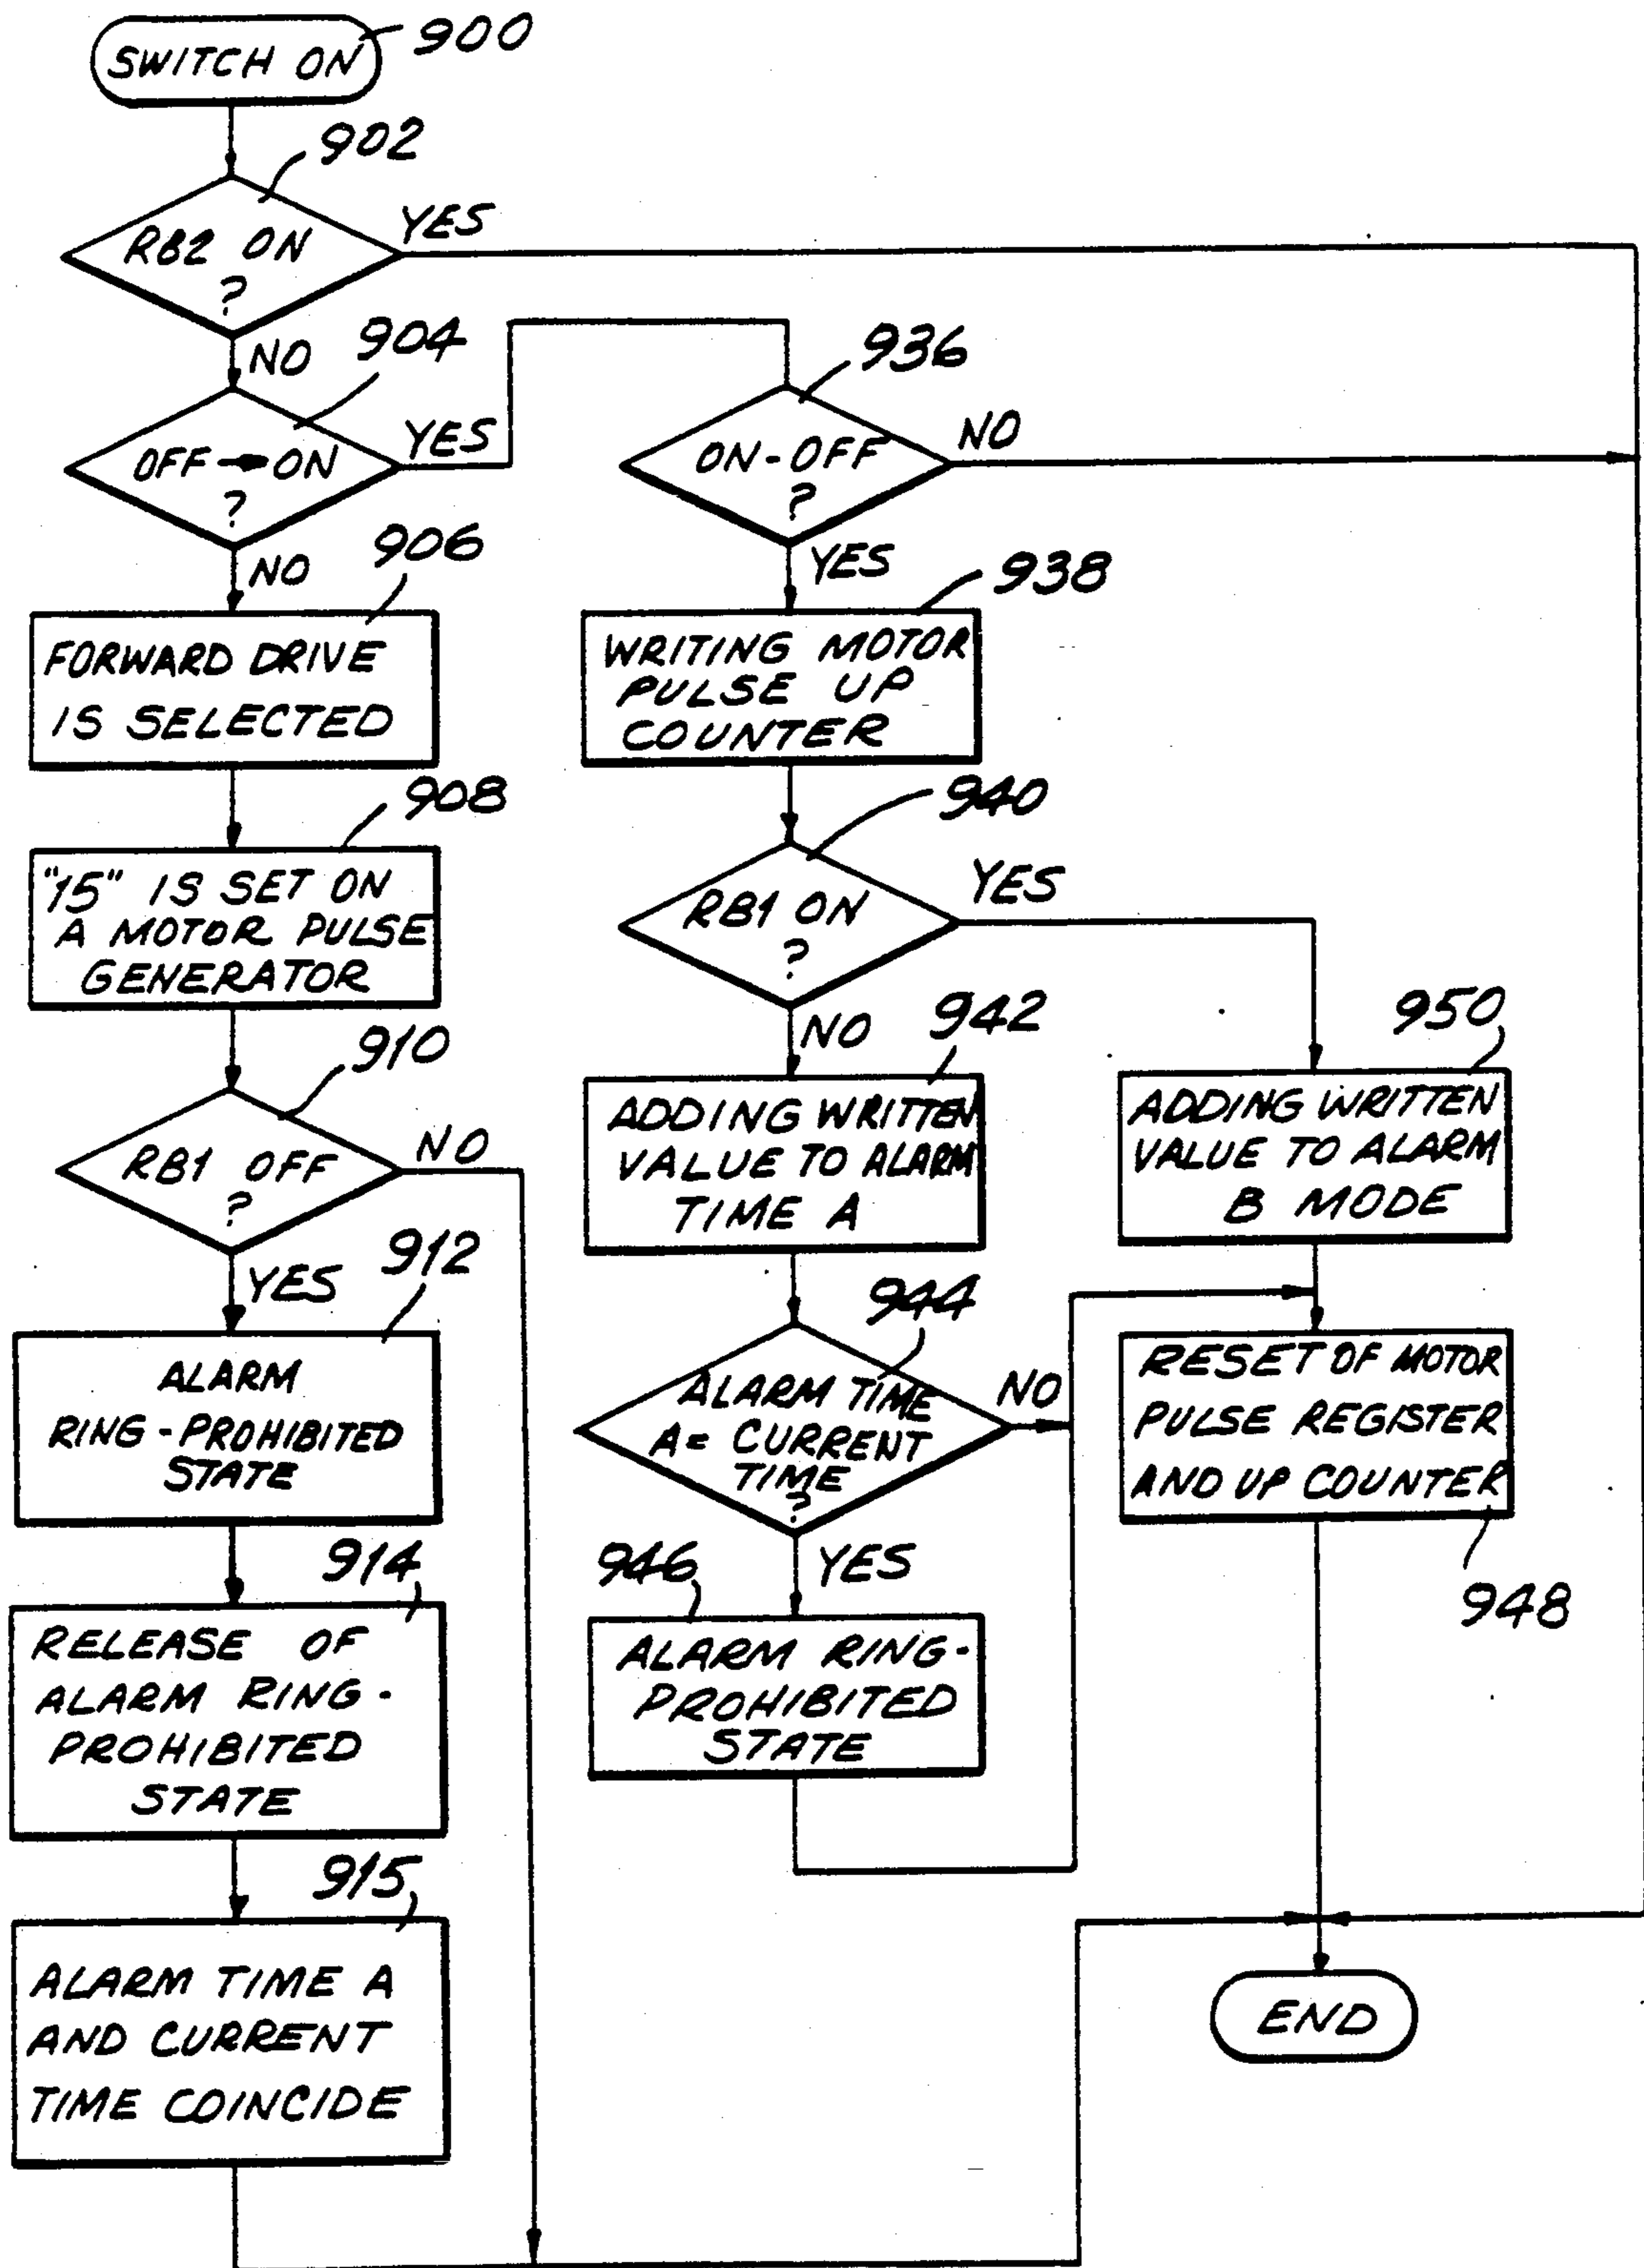 SWITCH ON
900
902
RB2 ON
?
YES
NO
904
OFF→ON
?
YES
NO
906
FORWARD DRIVE
IS SELECTED
908
"15" IS SET ON
A MOTOR PULSE
GENERATOR
910
RB1 OFF
?
NO
YES
912
ALARM
RING-PROHIBITED
STATE
914
RELEASE OF
ALARM RING-
PROHIBITED
STATE
915
ALARM TIME A
AND CURRENT
TIME COINCIDE
936
ON-OFF
?
NO
YES
938
WRITING MOTOR
PULSE UP
COUNTER
940
RB1 ON
?
YES
NO
942
ADDING WRITTEN
VALUE TO ALARM
TIME A
944
ALARM TIME
A= CURRENT
TIME
?
NO
YES
946
ALARM RING-
PROHIBITED
STATE
950
ADDING WRITTEN
VALUE TO ALARM
B MODE
RESET OF MOTOR
PULSE REGISTER
AND UP COUNTER
948
END